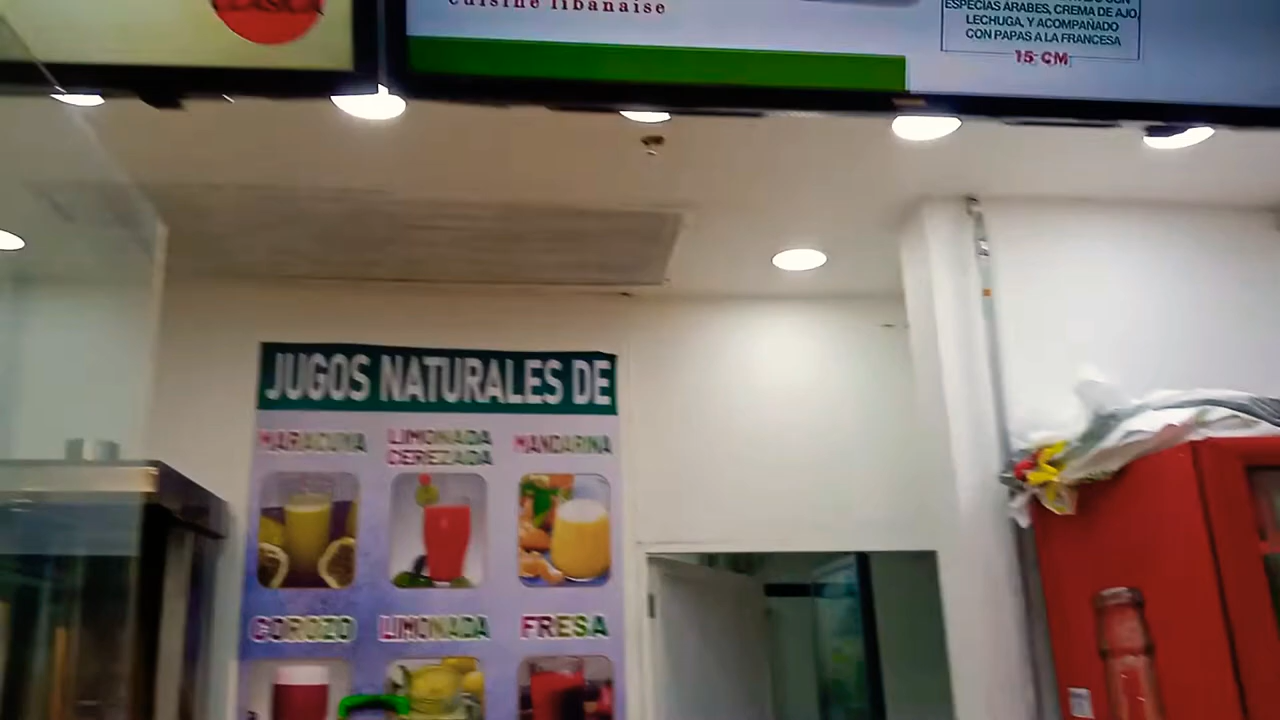 cuisine libanaise
ESPECIAS ÁRABES, CREMA DE AJO
LECHUGA, Y ACOMPAÑADO
CON PAPAS A LA FRANCESA
15 CM
JUGOS NATURALES DE
MARACUYA
LIMONADA
CEREZADA
MANDARINA
COROZO
LIMONADA
FRESA